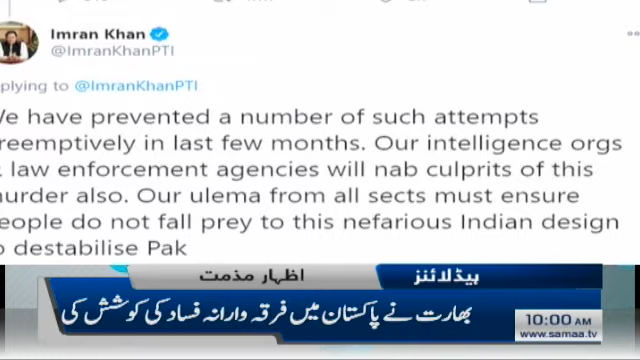 Imran Khan
@ImranKhanPTI
plying to @ImranKhanPTI
We have prevented a number of such attempts
reemptively in last few months. Our intelligence orgs
& law enforcement agencies will nab culprits of this
murder also. Our ulema from all sects must ensure
eople do not fall prey to this nefarious Indian design
o destabilise Pak
ہیڈلائنز
اظہار مذمت
بھارت نے پاکستان میں فرقہ وارانہ فساد کی کوشش کی
10:00 AM
www.samaa.tv